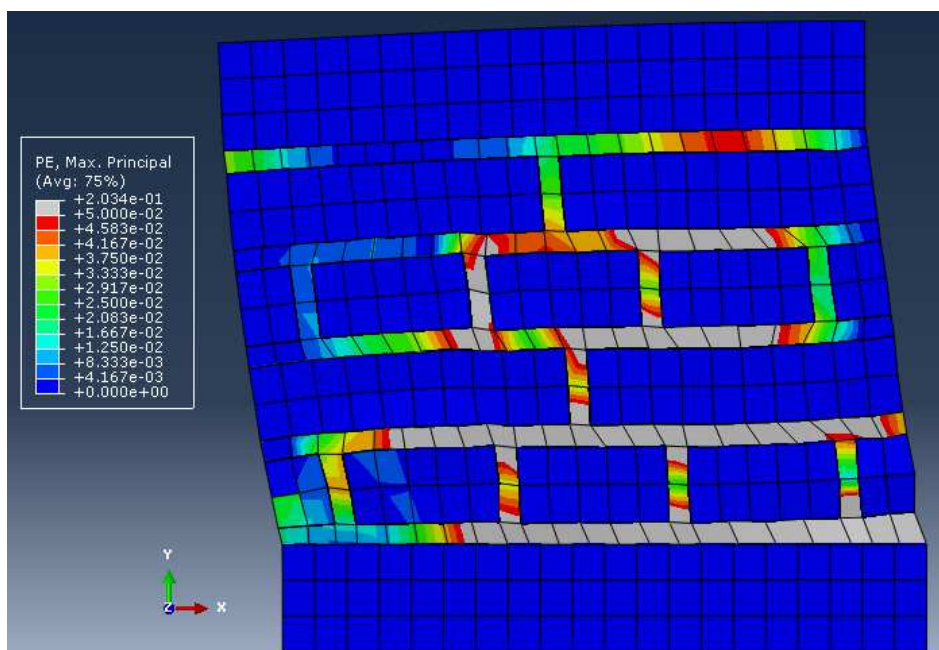 PE, Max. Principal
(Avg: 75%)
+2.034e-01
+5.000e-02
+4.583e-02
+4.167e-02
+3.750e-02
+3.333e-02
+2.917e-02
+2.500e-02
+2.083e-02
+1.667e-02
+1.250e-02
+8.333e-03
+4.167e-03
+0.000e+00
Y
Z
X